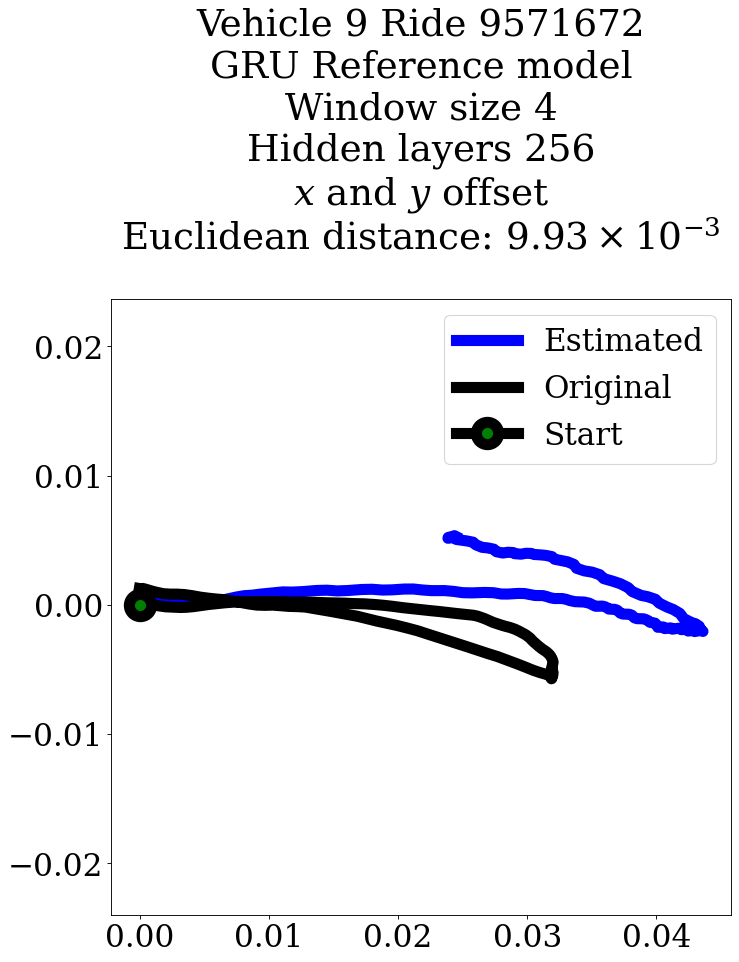 Vehicle 9 Ride 9571672
GRU Reference model
Window size 4
Hidden layers 256
x and y offset
Euclidean distance: 9.93 × 10⁻³
Estimated
Original
Start
0.02
0.01
0.00
−0.01
−0.02
0.00 0.01 0.02 0.03 0.04